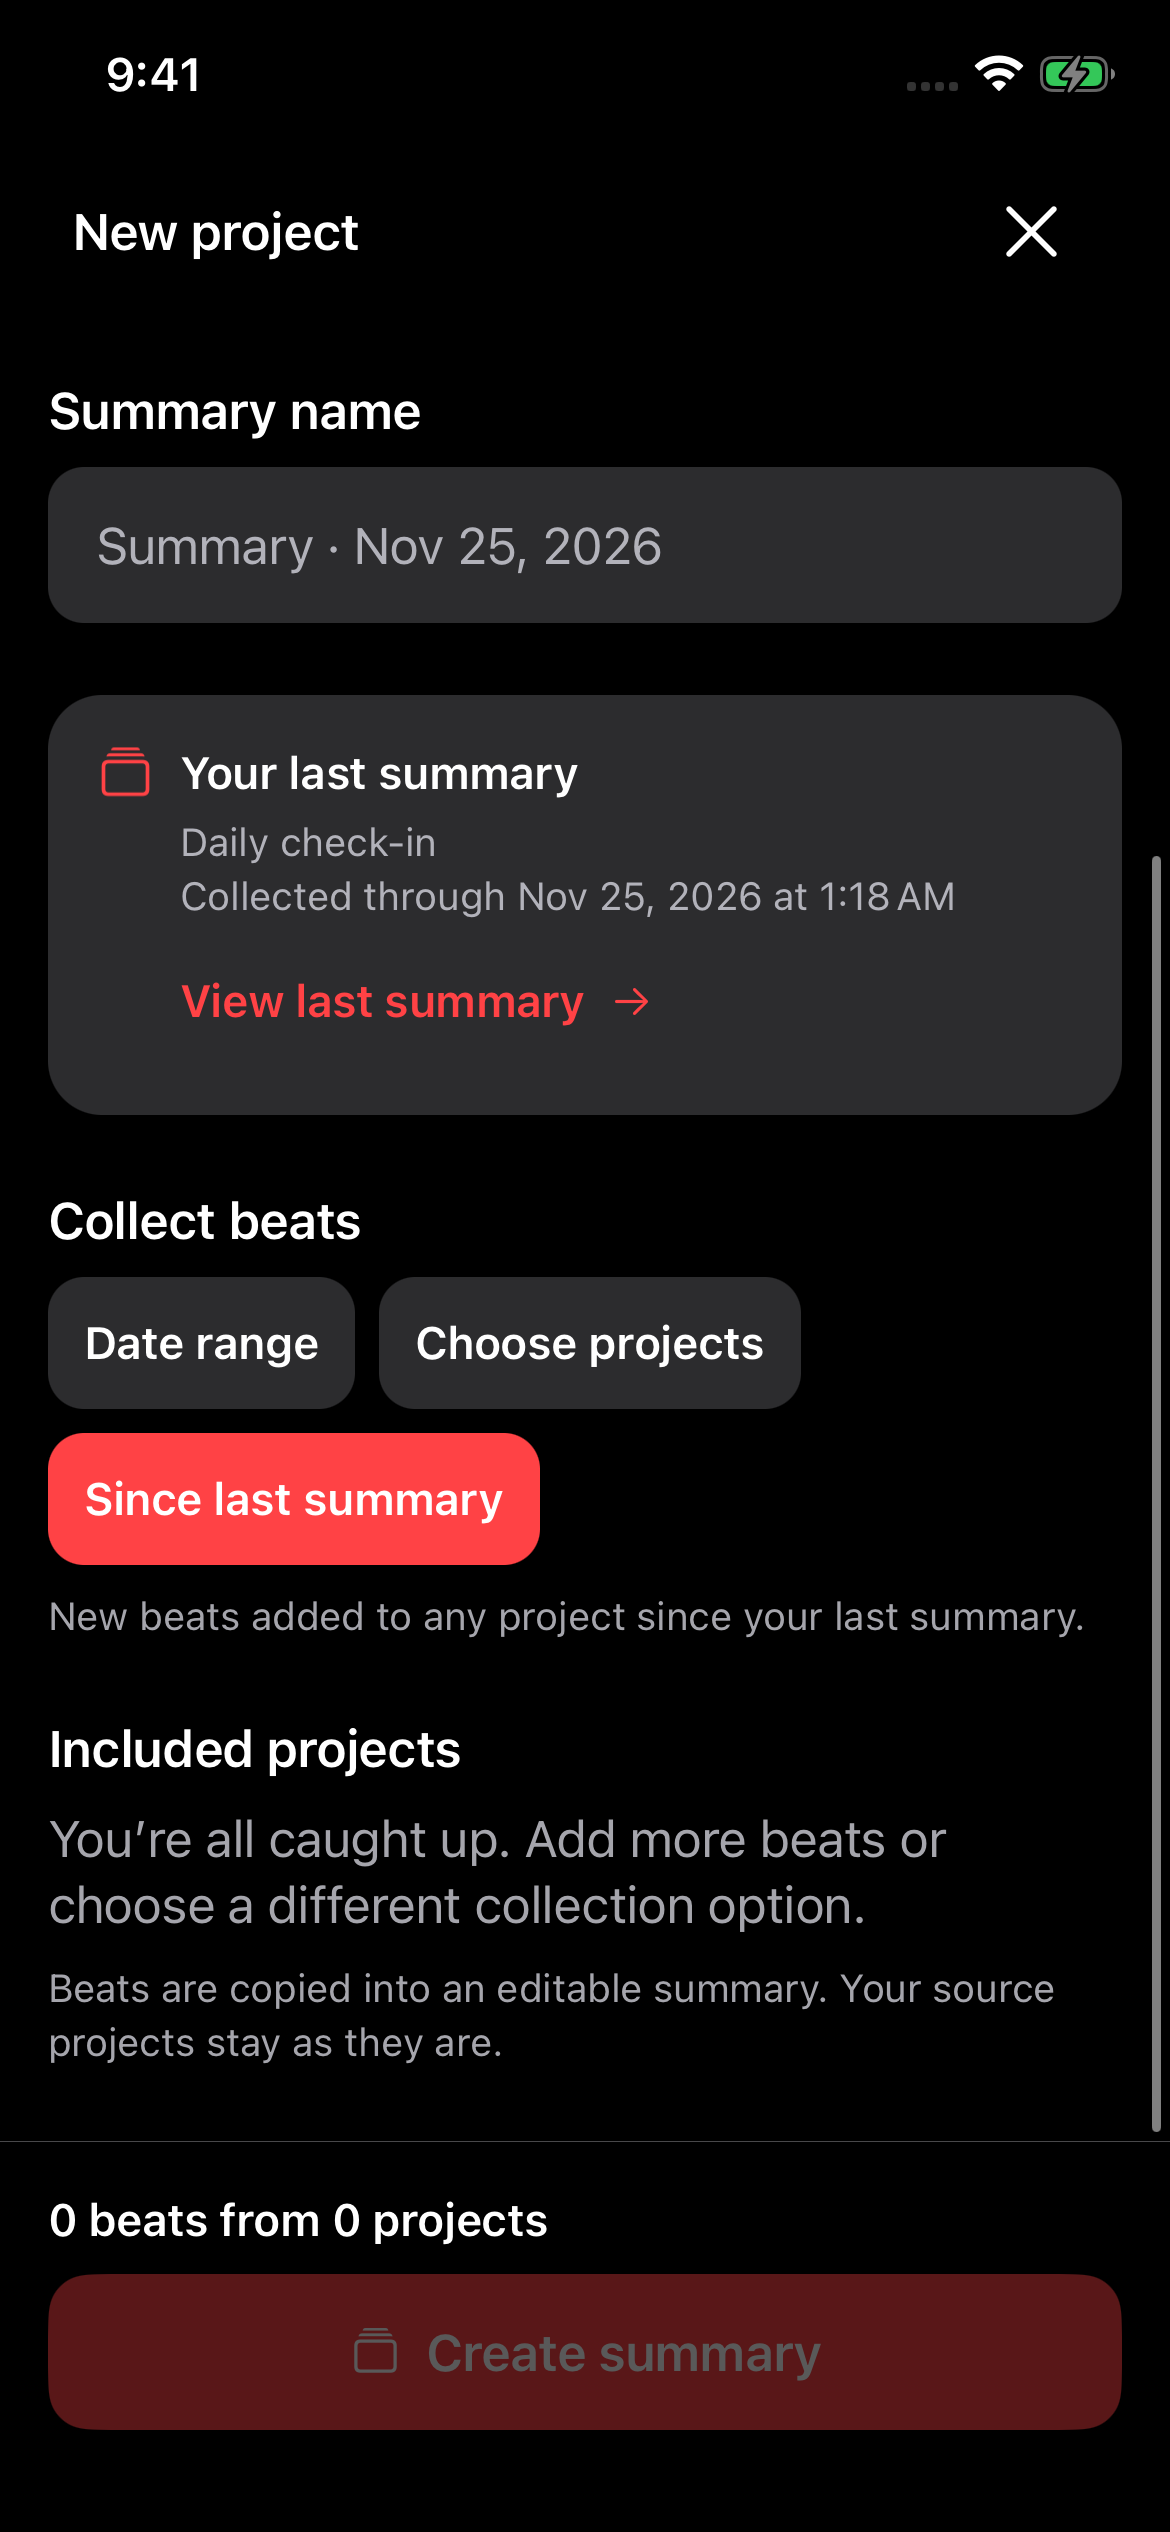 9:41
New project
Summary name
Summary · Nov 25, 2026
Your last summary
Daily check-in
Collected through Nov 25, 2026 at 1:18 AM
View last summary →
Collect beats
Date range
Choose projects
Since last summary
New beats added to any project since your last summary.
Included projects
You’re all caught up. Add more beats or
choose a different collection option.
Beats are copied into an editable summary. Your source
projects stay as they are.
0 beats from 0 projects
Create summary